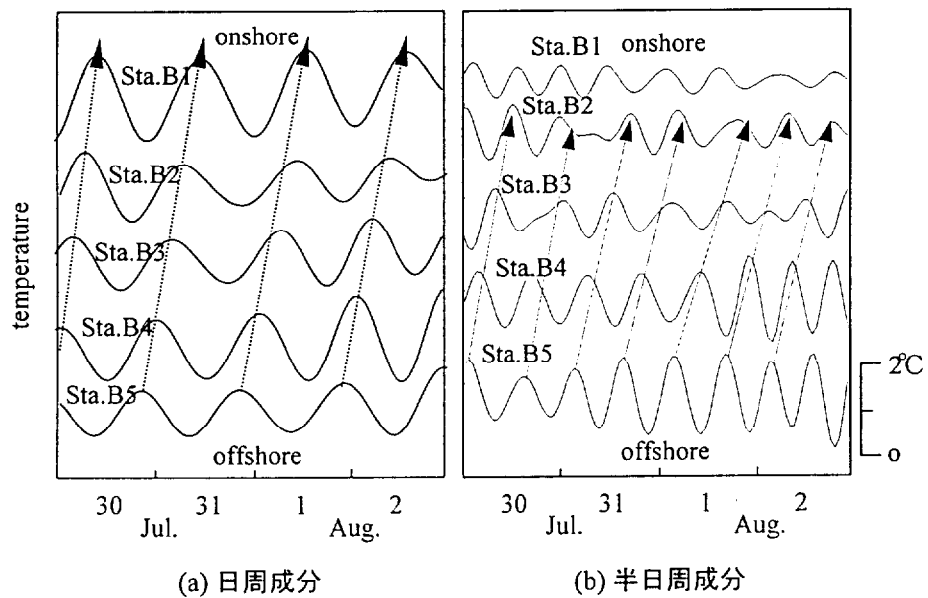 temperature
onshore
Sta.B1
Sta.B2
Sta.B3
Sta.B4
Sta.B5
offshore
30 31 1 2
Jul. Aug.
(a) 日周成分
Sta.B1 onshore
Sta.B2
Sta.B3
Sta.B4
Sta.B5
2℃
0
offshore
30 31 1 2
Jul. Aug.
(b) 半日周成分